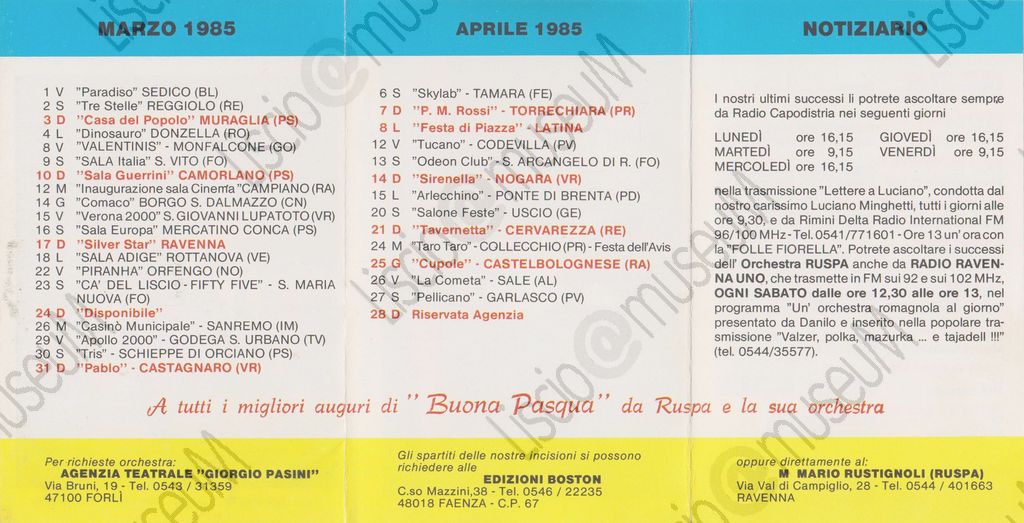 MARZO 1985
1 V "Paradiso" SEDICO (BL)
2 S "Tre Stelle" REGGIOLO (RE)
3 D "Casa del Popolo" MURAGLIA (PS)
4 L "Dinosauro" DONZELLA (RO)
8 V "VALENTINIS" - MONFALCONE (GO)
9 S "SALA Italia" S. VITO (FO)
10 D "Sala Guerrini" CAMORLANO (PS)
12 M "Inaugurazione sala Cinema "CAMPIANO (RA)
14 G "Comaco" BORGO S. DALMAZZO (CN)
15 V "Verona 2000" S. GIOVANNI LUPATOTO (VR)
16 S "Sala Europa" MERCATINO CONCA (PS)
17 D "Silver Star" RAVENNA
18 L "SALA ADIGE" ROTTANOVA (VE)
22 V "PIRANHA" ORFENGO (NO)
23 S "CA' DEL LISCIO - FIFTY FIVE" - S. MARIA
NUOVA (FO)
24 D "Disponibile"
26 M "Casinò Municipale" - SANREMO (IM)
29 V "Apollo 2000" - GODEGA S. URBANO (TV)
30 S "Tris" - SCHIEPPE DI ORCIANO (PS)
31 D "Pablo" - CASTAGNARO (VR)
APRILE 1985
6 S "Skylab" - TAMARA (FE)
7 D "P. M. Rossi" - TORRECHIARA (PR)
8 L "Festa di Piazza" - LATINA
12 V "Tucano" - CODEVILLA (PV)
13 S "Odeon Club" - S. ARCANGELO DI R. (FO)
14 D "Sirenella" - NOGARA (VR)
15 L "Arlecchino" - PONTE DI BRENTA (PD)
20 S "Salone Feste" - USCIO (GE)
21 D "Tavernetta" - CERVAREZZA (RE)
24 M "Taro Taro" - COLLECCHIO (PR) - Festa dell'Avis
25 G "Cupole" - CASTELBOLOGNESE (RA)
26 V "La Cometa" - SALE (AL)
27 S "Pellicano" - GARLASCO (PV)
28 D Riservata Agenzia
NOTIZIARIO
I nostri ultimi successi li potrete ascoltare sempre
da Radio Capodistria nei seguenti giorni
LUNEDÌ ore 16,15 GIOVEDÌ ore 16,15
MARTEDÌ ore 9,15 VENERDÌ ore 9,15
MERCOLEDÌ ore 16,15
nella trasmissione "Lettere a Luciano", condotta dal
nostro carissimo Luciano Minghetti, tutti i giorni alle
ore 9,30, e da Rimini Delta Radio International FM
96/100 MHz - Tel. 0541/771601 - Ore 13 un' ora con
la "FOLLE FIORELLA". Potrete ascoltare i successi
dell' Orchestra RUSPA anche da RADIO RAVEN-
NA UNO, che trasmette in FM sui 92 e sui 102 MHz,
OGNI SABATO dalle ore 12,30 alle ore 13, nel
programma "Un' orchestra romagnola al giorno"
presentato da Danilo e inserito nella popolare tra-
smissione "Valzer, polka, mazurka ... e tajadell !!!"
(tel. 0544/35577).
A tutti i migliori auguri di "Buona Pasqua" da Ruspa e la sua orchestra
Per richieste orchestra:
AGENZIA TEATRALE "GIORGIO PASINI"
Via Bruni, 19 - Tel. 0543 / 31359
47100 FORLÌ
Gli spartiti delle nostre incisioni si possono
richiedere alle
EDIZIONI BOSTON
C.so Mazzini,38 - Tel. 0546 / 22235
48018 FAENZA - C.P. 67
oppure direttamente al:
M MARIO RUSTIGNOLI (RUSPA)
Via Val di Campiglio, 28 - Tel. 0544 / 401663
RAVENNA
Liscio@museuM
Liscio@museuM
Liscio@museuM